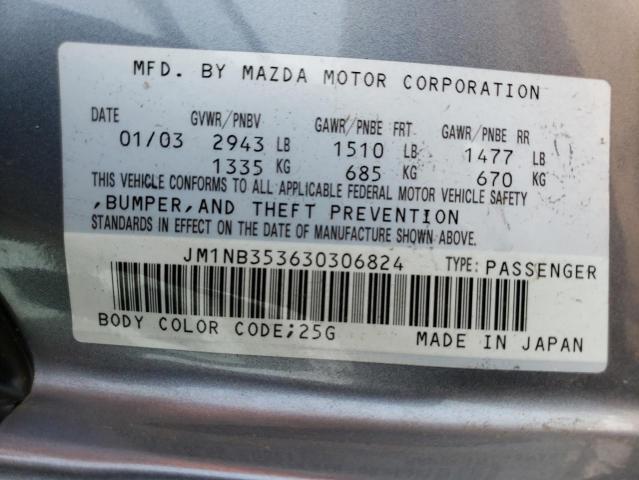 MFD. BY MAZDA MOTOR CORPORATION
DATE GVWR/PNBV GAWR/PNBE FRT GAWR/PNBE RR
01/03 2943 LB 1510 LB 1477 LB
1335 KG 685 KG 670 KG
THIS VEHICLE CONFORMS TO ALL APPLICABLE FEDERAL MOTOR VEHICLE SAFETY
,BUMPER,AND THEFT PREVENTION
STANDARDS IN EFFECT ON THE DATE OF MANUFACTURE SHOWN ABOVE.
JM1NB353630306824 TYPE: PASSENGER
BODY COLOR CODE;25G MADE IN JAPAN